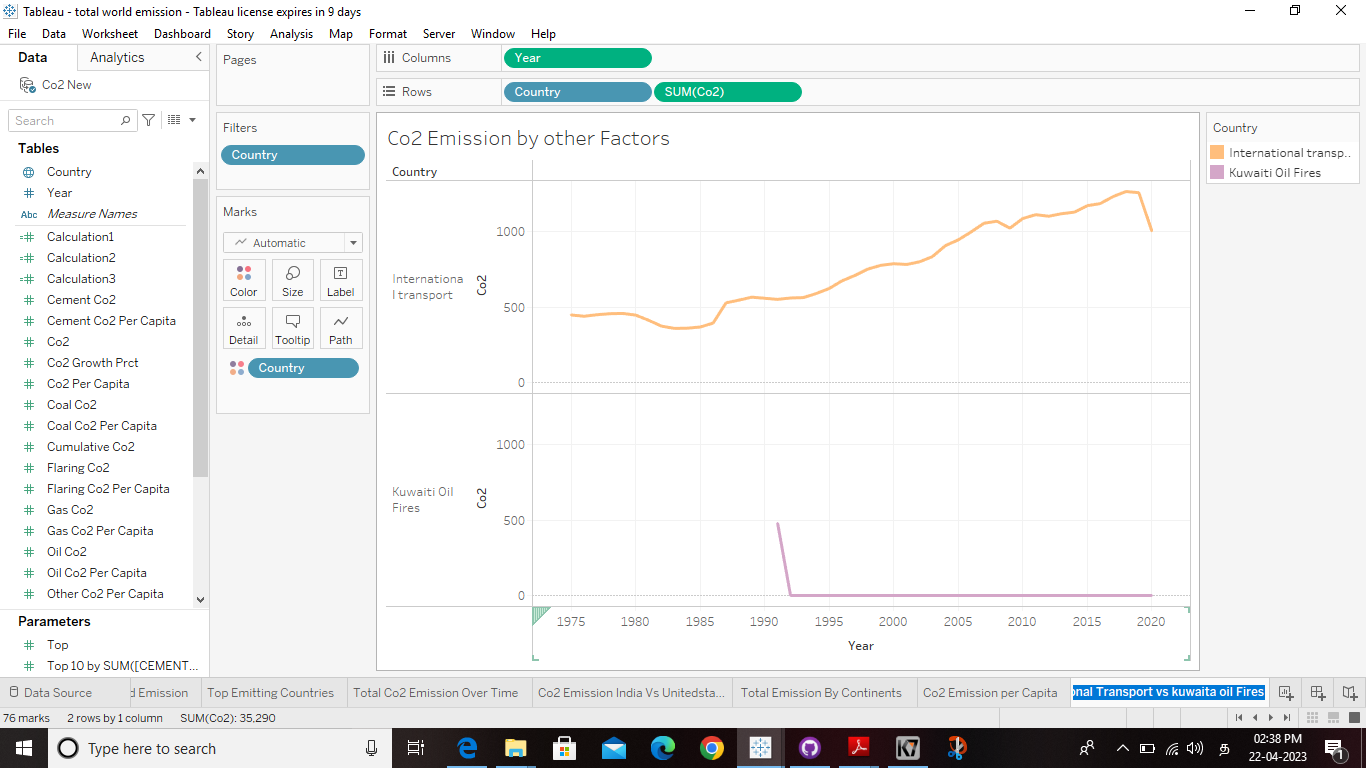 Tableau - total world emission - Tableau license expires in 9 days
File Data Worksheet Dashboard Story Analysis Map Format Server Window Help
Data Analytics
Co2 New
Search
Tables
Country
Year
Abc Measure Names
Calculation1
Calculation2
Calculation3
Cement Co2
Cement Co2 Per Capita
Co2
Co2 Growth Prct
Co2 Per Capita
Coal Co2
Coal Co2 Per Capita
Cumulative Co2
Flaring Co2
Flaring Co2 Per Capita
Gas Co2
Gas Co2 Per Capita
Oil Co2
Oil Co2 Per Capita
Other Co2 Per Capita
Parameters
Top
Top 10 by SUM([CEMENT...
Pages
Filters
Country
Marks
Automatic
Color Size Label
Detail Tooltip Path
Country
Columns Year
Rows Country SUM(Co2)
Co2 Emission by other Factors
Country
Internationa
l transport
Co2
1000
500
0
Kuwaiti Oil
Fires
Co2
1000
500
0
1975 1980 1985 1990 1995 2000 2005 2010 2015 2020
Year
Country
International transp..
Kuwaiti Oil Fires
Data Source d Emission Top Emitting Countries Total Co2 Emission Over Time Co2 Emission India Vs Unitedsta... Total Emission By Continents Co2 Emission per Capita onal Transport vs kuwaita oil Fires
76 marks 2 rows by 1 column SUM(Co2): 35,290
Type here to search
02:38 PM
22-04-2023
1